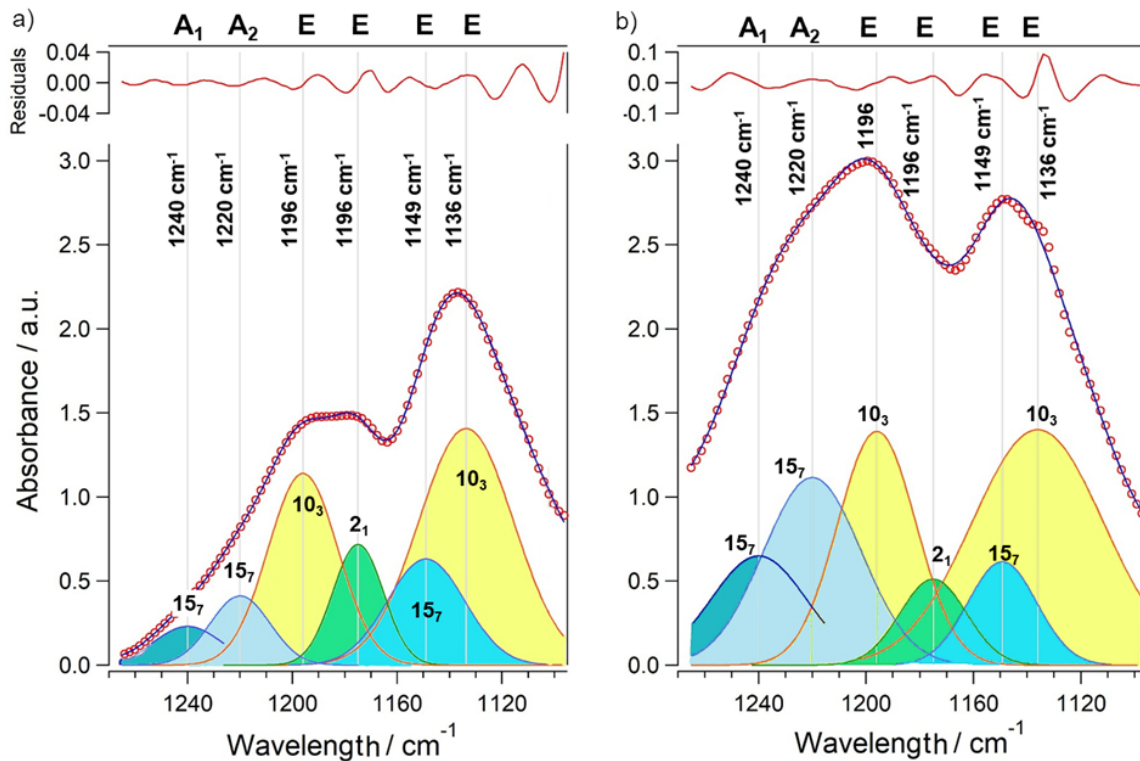 a)
A₁ A₂ E E E E
Residuals
0.04
0.00
-0.04
1240 cm⁻¹
1220 cm⁻¹
1196 cm⁻¹
1196 cm⁻¹
1149 cm⁻¹
1136 cm⁻¹
Absorbance / a.u.
3.0
2.5
2.0
1.5
1.0
0.5
0.0
15₇
15₇
10₃
2₁
15₇
10₃
1240 1200 1160 1120
Wavelength / cm⁻¹
b)
A₁ A₂ E E E E
0.1
0.0
-0.1
1240 cm⁻¹
1220 cm⁻¹
1196
1196 cm⁻¹
1149 cm⁻¹
1136 cm⁻¹
3.0
2.5
2.0
1.5
1.0
0.5
0.0
15₇
15₇
10₃
2₁
15₇
10₃
1240 1200 1160 1120
Wavelength / cm⁻¹